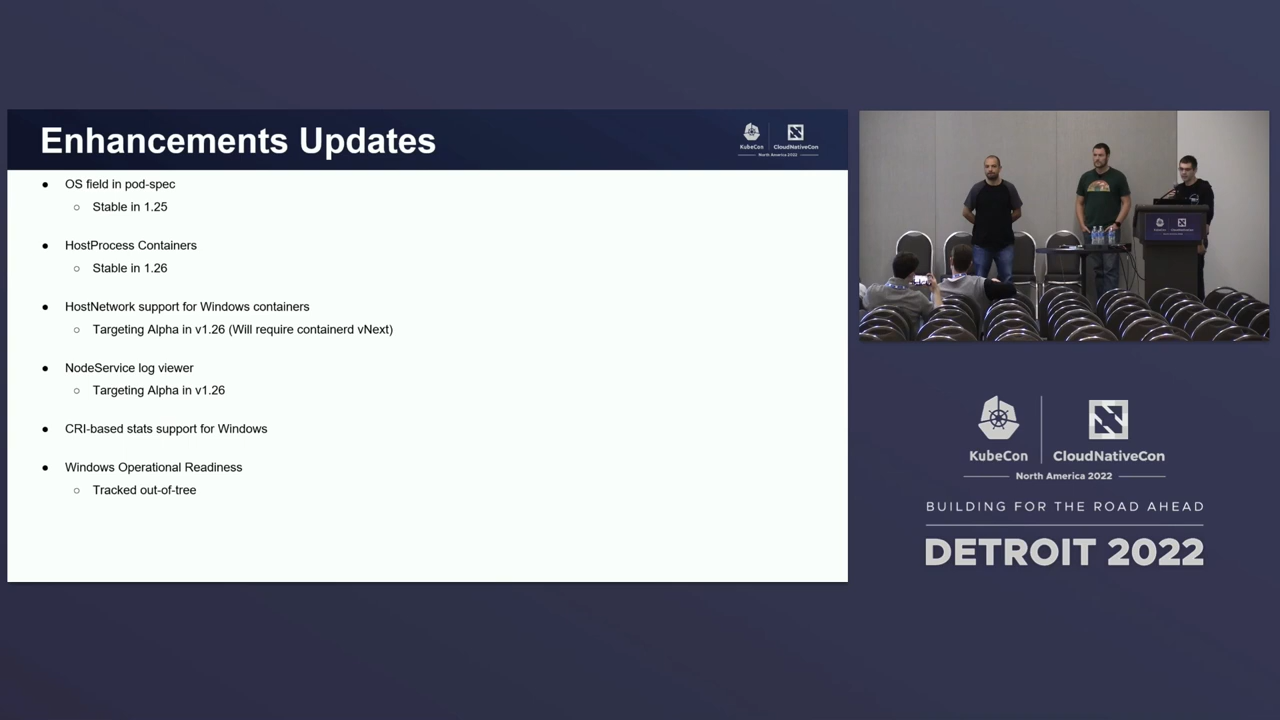 Enhancements Updates
KubeCon
CloudNativeCon
North America 2022
● OS field in pod-spec
○ Stable in 1.25
● HostProcess Containers
○ Stable in 1.26
● HostNetwork support for Windows containers
○ Targeting Alpha in v1.26 (Will require containerd vNext)
● NodeService log viewer
○ Targeting Alpha in v1.26
● CRI-based stats support for Windows
● Windows Operational Readiness
○ Tracked out-of-tree
KubeCon
CloudNativeCon
North America 2022
BUILDING FOR THE ROAD AHEAD
DETROIT 2022